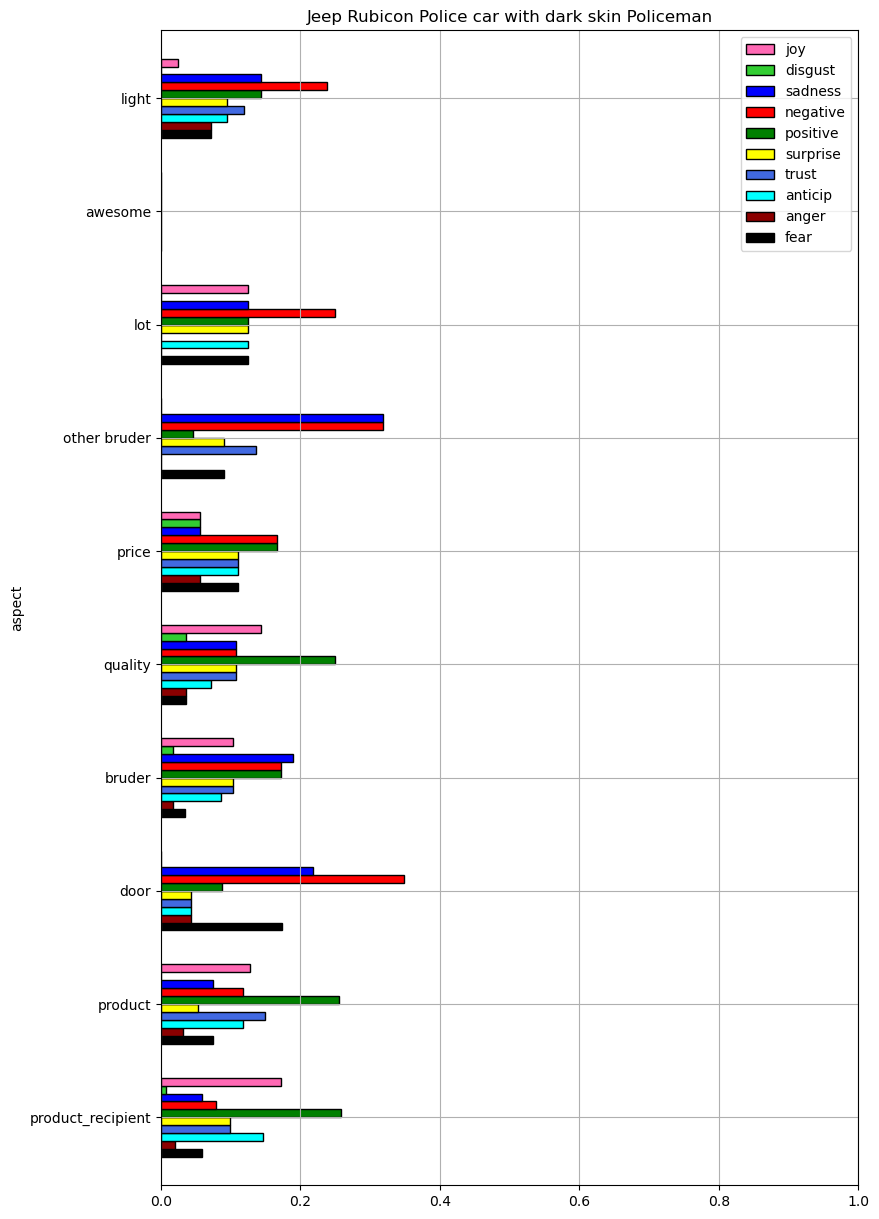 Jeep Rubicon Police car with dark skin Policeman
joy
disgust
sadness
negative
positive
surprise
trust
anticip
anger
fear
aspect
light
awesome
lot
other bruder
price
quality
bruder
door
product
product_recipient
0.0 0.2 0.4 0.6 0.8 1.0